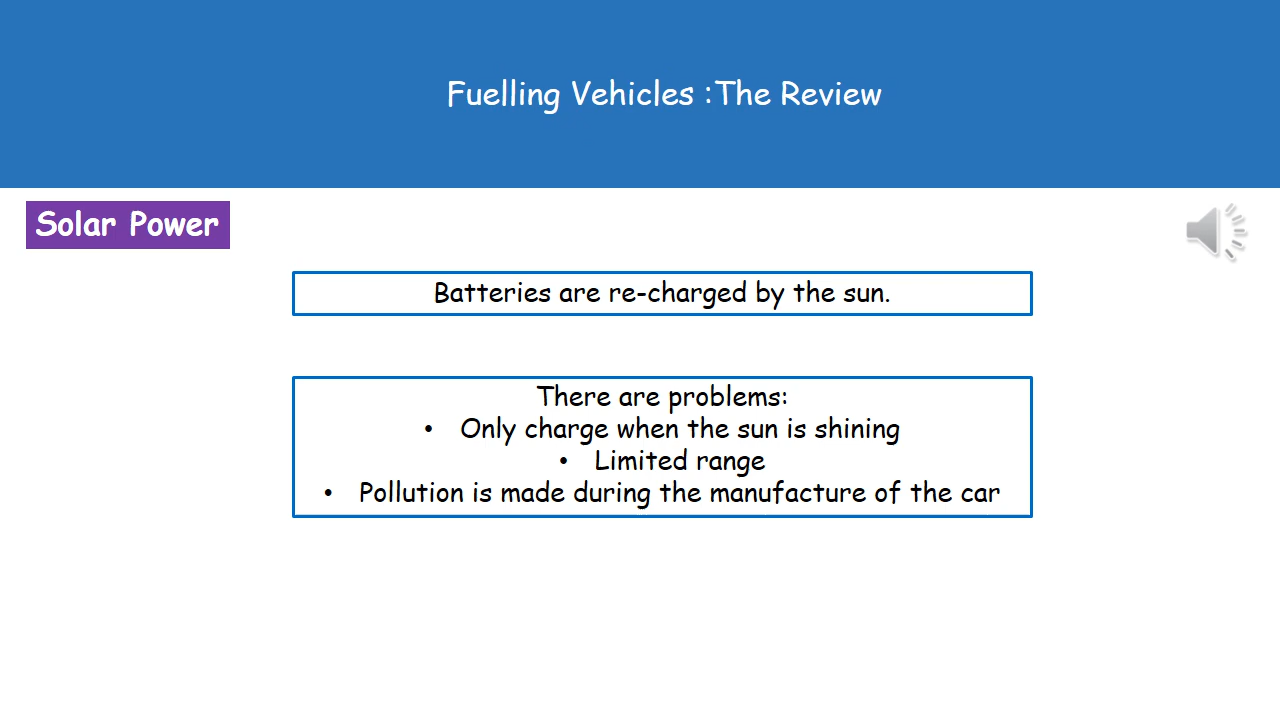 Fuelling Vehicles :The Review
Solar Power
Batteries are re-charged by the sun.
There are problems:
• Only charge when the sun is shining
• Limited range
• Pollution is made during the manufacture of the car